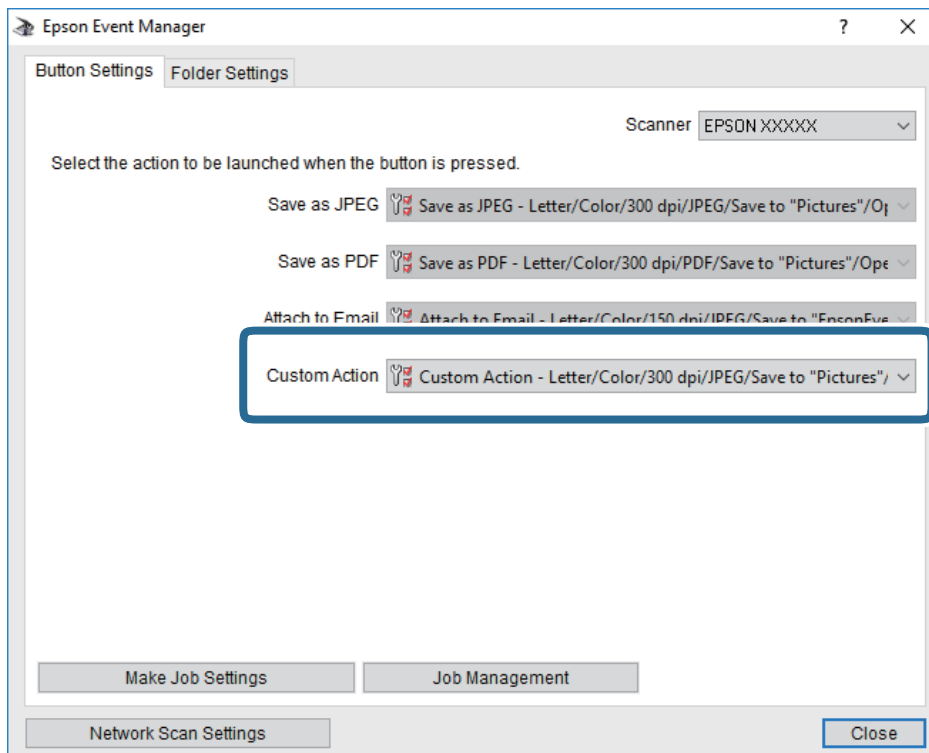 Epson Event Manager
Button Settings
Folder Settings
Scanner EPSON XXXXX
Select the action to be launched when the button is pressed.
Save as JPEG Save as JPEG - Letter/Color/300 dpi/JPEG/Save to "Pictures"/Op
Save as PDF Save as PDF - Letter/Color/300 dpi/PDF/Save to "Pictures"/Ope
Attach to Email Attach to Email - Letter/Color/150 dpi/JPEG/Save to "EpsonEve
Custom Action Custom Action - Letter/Color/300 dpi/JPEG/Save to "Pictures"/
Make Job Settings
Job Management
Network Scan Settings
Close